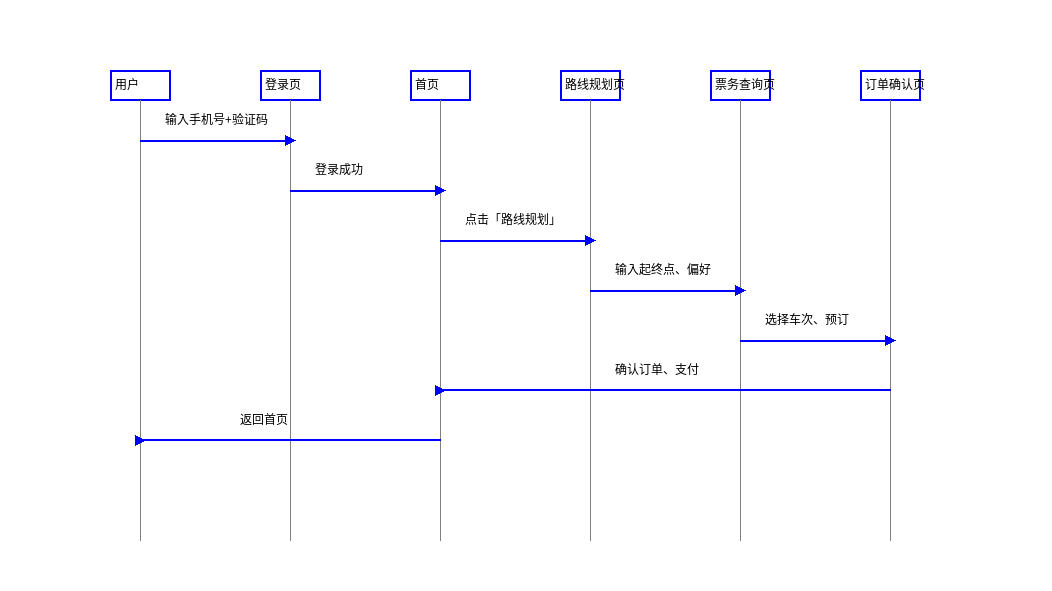 用户
登录页
首页
路线规划页
票务查询页
订单确认页
输入手机号+验证码
登录成功
点击「路线规划」
输入起终点、偏好
选择车次、预订
确认订单、支付
返回首页